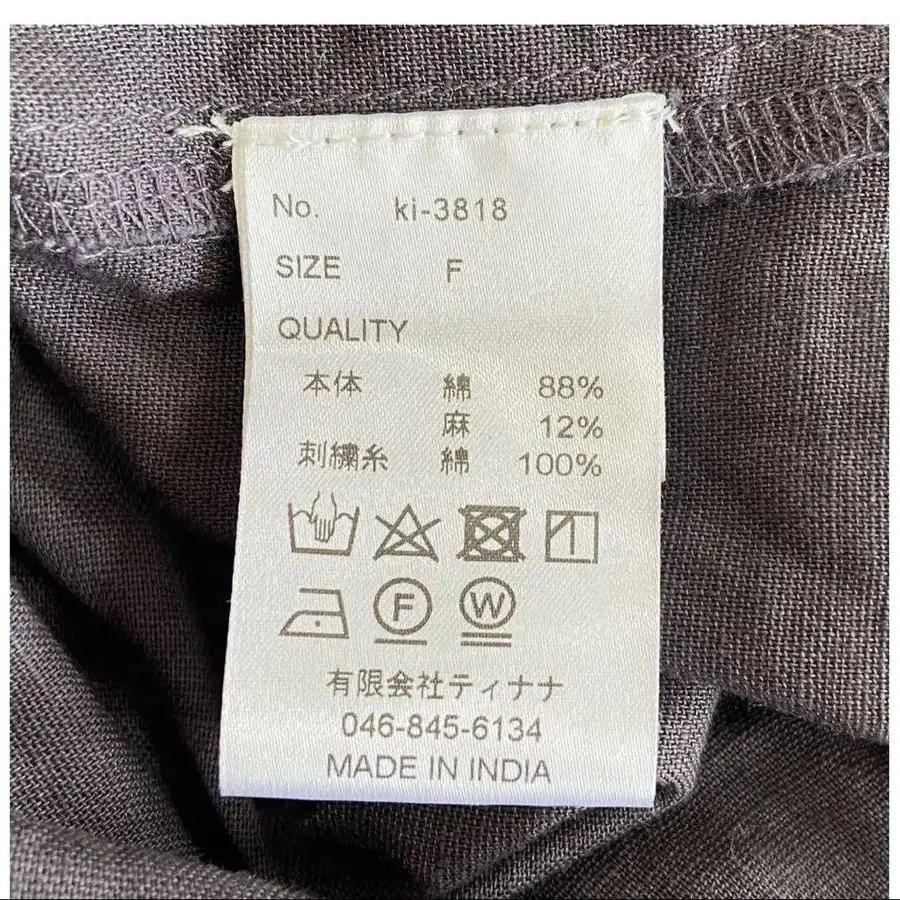 No. ki-3818
SIZE F
QUALITY
本体 綿 88%
麻 12%
刺繍糸 綿 100%
F W
有限会社ティナナ
046-845-6134
MADE IN INDIA